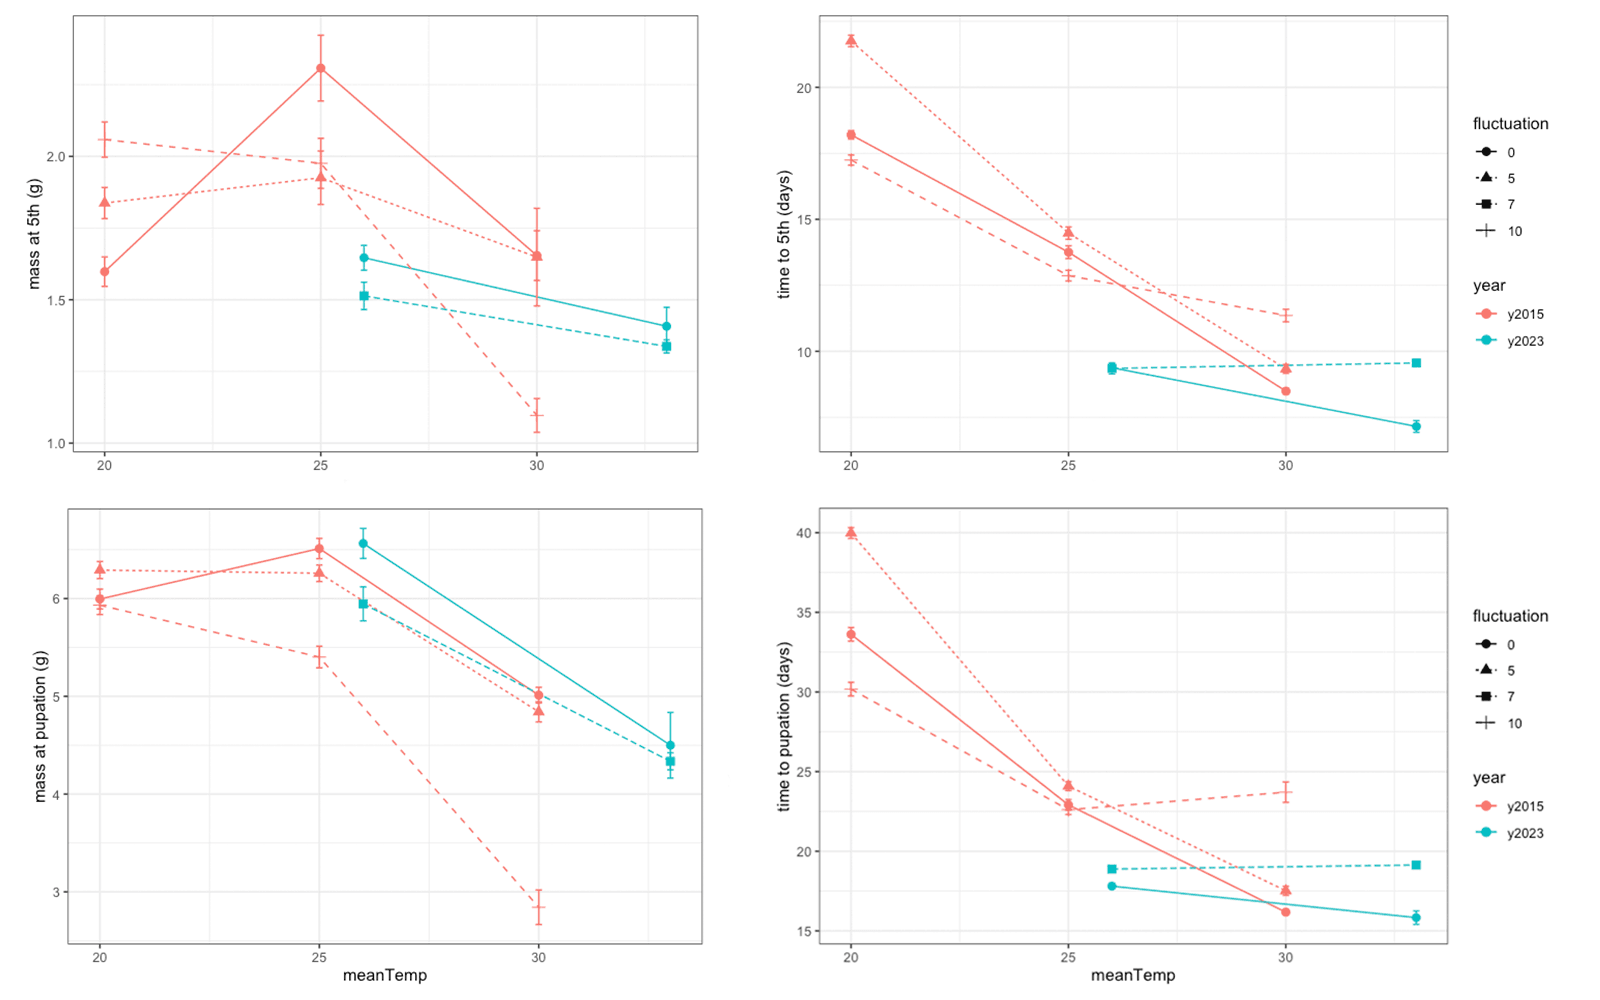 mass at 5th (g)
2.0
1.5
1.0
20 25 30
time to 5th (days)
20
15
10
20 25 30
fluctuation
0
5
7
10
year
y2015
y2023
mass at pupation (g)
6
5
4
3
20 25 30
meanTemp
time to pupation (days)
40
35
30
25
20
15
20 25 30
meanTemp
fluctuation
0
5
7
10
year
y2015
y2023